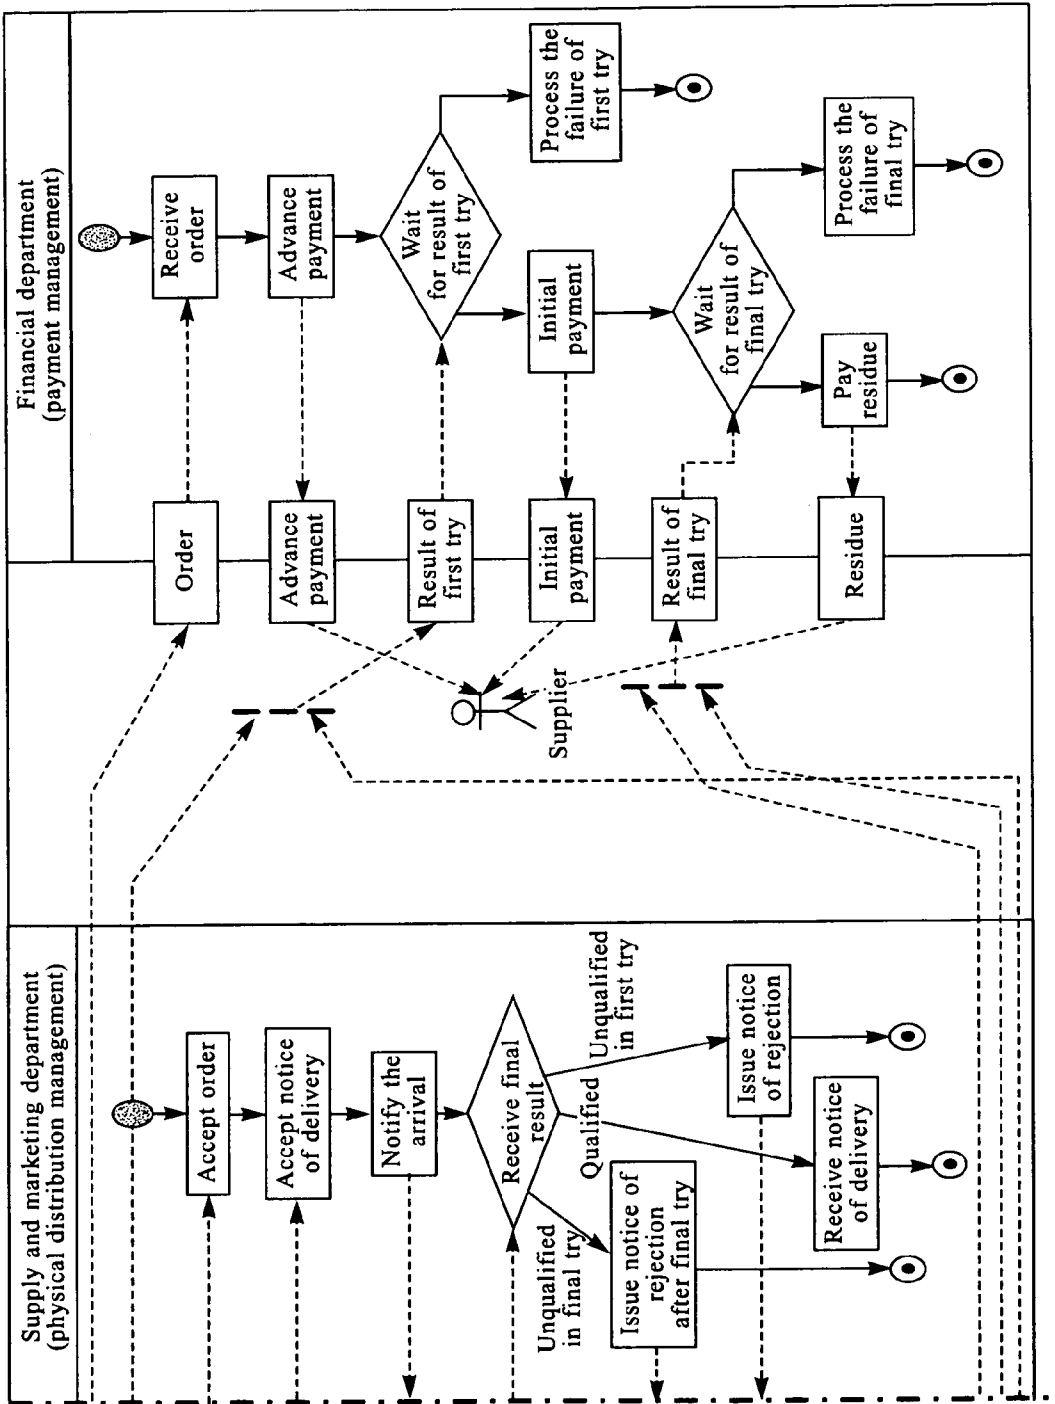 Supply and marketing department
(physical distribution management)
Accept order
Accept notice
of delivery
Notify the
arrival
Receive final
result
Unqualified
in final try
Qualified
Unqualified
in first try
Issue notice of
rejection
after final try
Issue notice
of rejection
Receive notice
of delivery
Financial department
(payment management)
Order
Advance
payment
Result of
first try
Initial
payment
Result of
final try
Residue
Supplier
Receive
order
Advance
payment
Wait
for result of
first try
Process the
failure of
first try
Initial
payment
Wait
for result of
final try
Pay
residue
Process the
failure of
final try